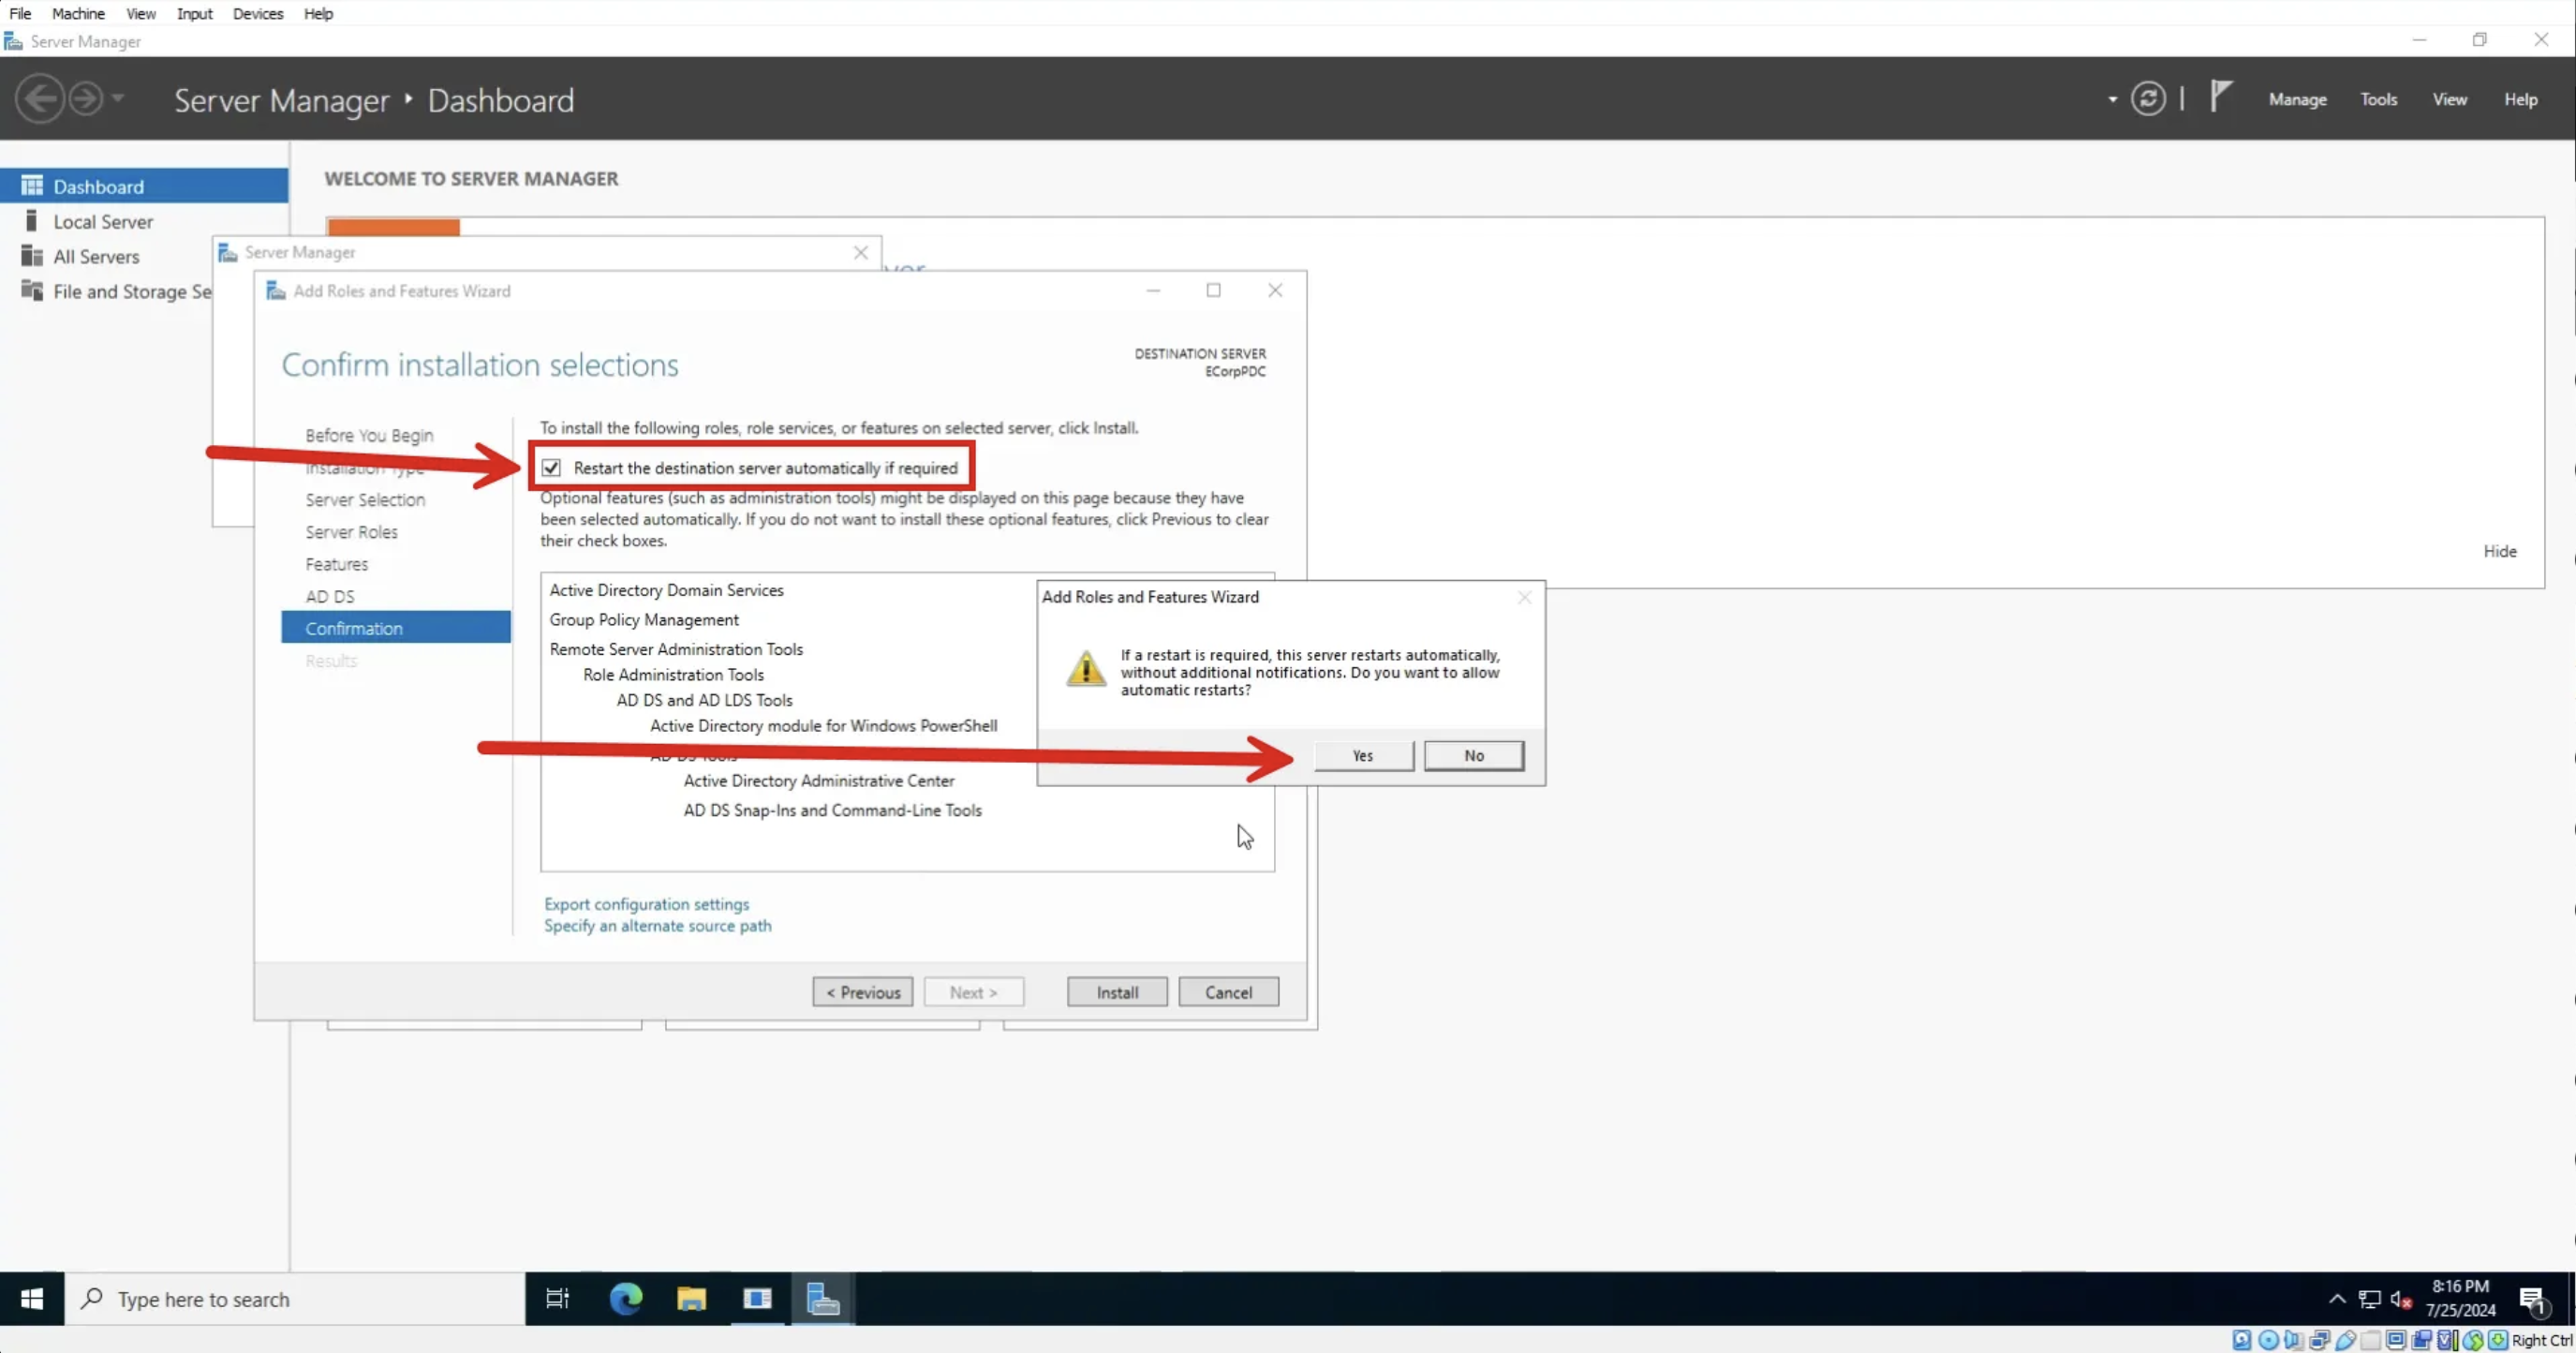 File Machine View Input Devices Help
Server Manager
Server Manager Dashboard
Manage Tools View Help
Dashboard
Local Server
All Servers
File and Storage Se
WELCOME TO SERVER MANAGER
Server Manager
Add Roles and Features Wizard
Confirm installation selections
DESTINATION SERVER
ECorpPDC
Before You Begin
Installation Type
Server Selection
Server Roles
Features
AD DS
Confirmation
Results
To install the following roles, role services, or features on selected server, click Install.
Restart the destination server automatically if required
Optional features (such as administration tools) might be displayed on this page because they have
been selected automatically. If you do not want to install these optional features, click Previous to clear
their check boxes.
Active Directory Domain Services
Group Policy Management
Remote Server Administration Tools
Role Administration Tools
AD DS and AD LDS Tools
Active Directory module for Windows PowerShell
AD DS Tools
Active Directory Administrative Center
AD DS Snap-Ins and Command-Line Tools
Export configuration settings
Specify an alternate source path
< Previous Next > Install Cancel
Add Roles and Features Wizard
If a restart is required, this server restarts automatically,
without additional notifications. Do you want to allow
automatic restarts?
Yes No
Hide
Type here to search
8:16 PM
7/25/2024
1
Right Ctrl